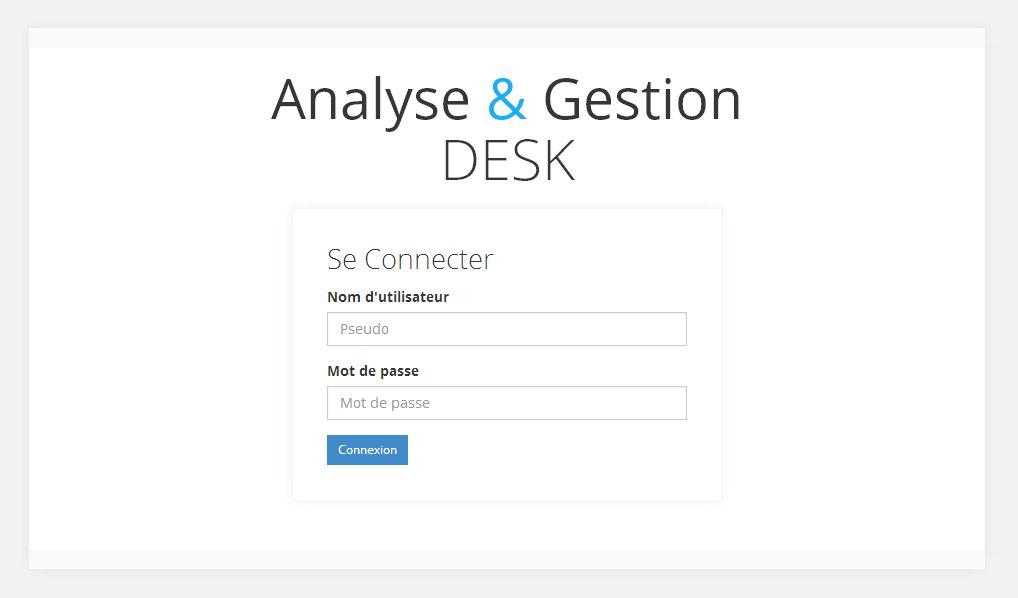 Analyse & Gestion
DESK
Se Connecter
Nom d'utilisateur
Pseudo
Mot de passe
Mot de passe
Connexion